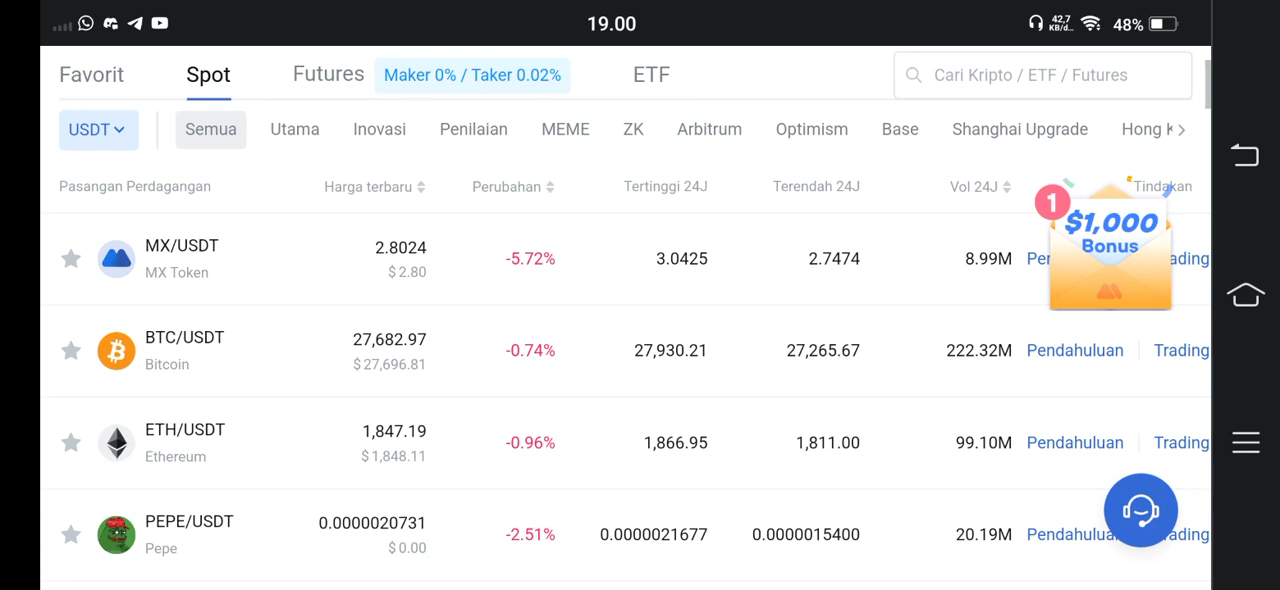 19.00
42,7
KB/d...
48%
Favorit Spot Futures Maker 0% / Taker 0.02% ETF Cari Kripto / ETF / Futures
USDT Semua Utama Inovasi Penilaian MEME ZK Arbitrum Optimism Base Shanghai Upgrade Hong
Pasangan Perdagangan Harga terbaru Perubahan Tertinggi 24J Terendah 24J Vol 24J Tindakan
1
$1,000
Bonus
MX/USDT 2.8024 -5.72% 3.0425 2.7474 8.99M
MX Token $ 2.80
BTC/USDT 27,682.97 -0.74% 27,930.21 27,265.67 222.32M Pendahuluan Trading
Bitcoin $ 27,696.81
ETH/USDT 1,847.19 -0.96% 1,866.95 1,811.00 99.10M Pendahuluan Trading
Ethereum $ 1,848.11
PEPE/USDT 0.0000020731 -2.51% 0.0000021677 0.0000015400 20.19M Pendahulua ading
Pepe $ 0.00